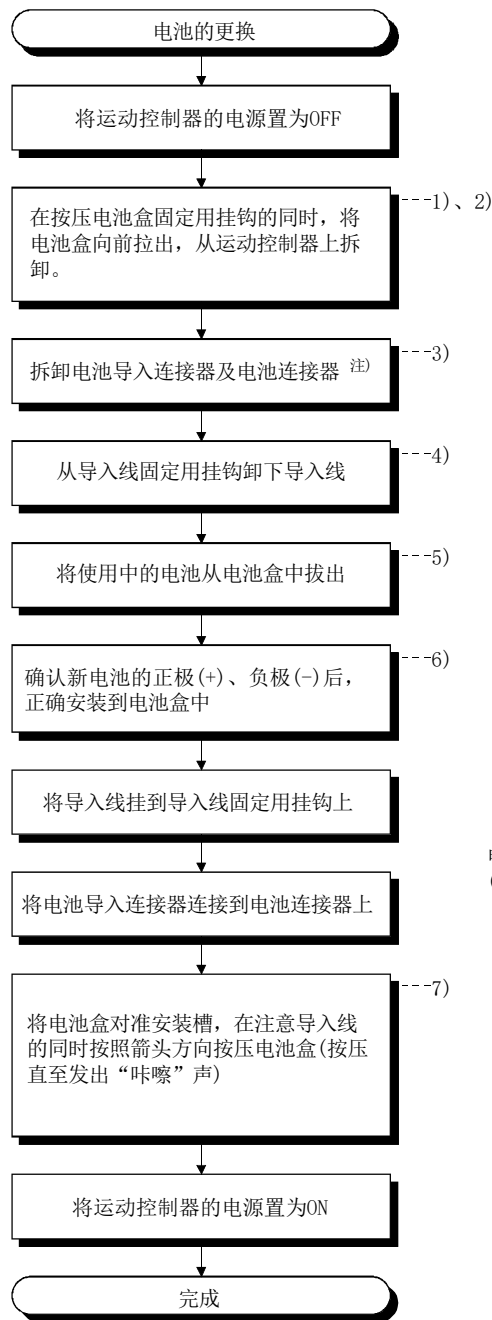 电池的更换
将运动控制器的电源置为OFF
在按压电池盒固定用挂钩的同时，将
电池盒向前拉出，从运动控制器上拆
卸。
1)、2)
拆卸电池导入连接器及电池连接器 注)
3)
从导入线固定用挂钩卸下导入线
4)
将使用中的电池从电池盒中拔出
5)
确认新电池的正极(+)、负极(-)后，
正确安装到电池盒中
6)
将导入线挂到导入线固定用挂钩上
将电池导入连接器连接到电池连接器上
将电池盒对准安装槽，在注意导入线
的同时按照箭头方向按压电池盒(按压
直至发出“咔嚓”声)
7)
将运动控制器的电源置为ON
完成